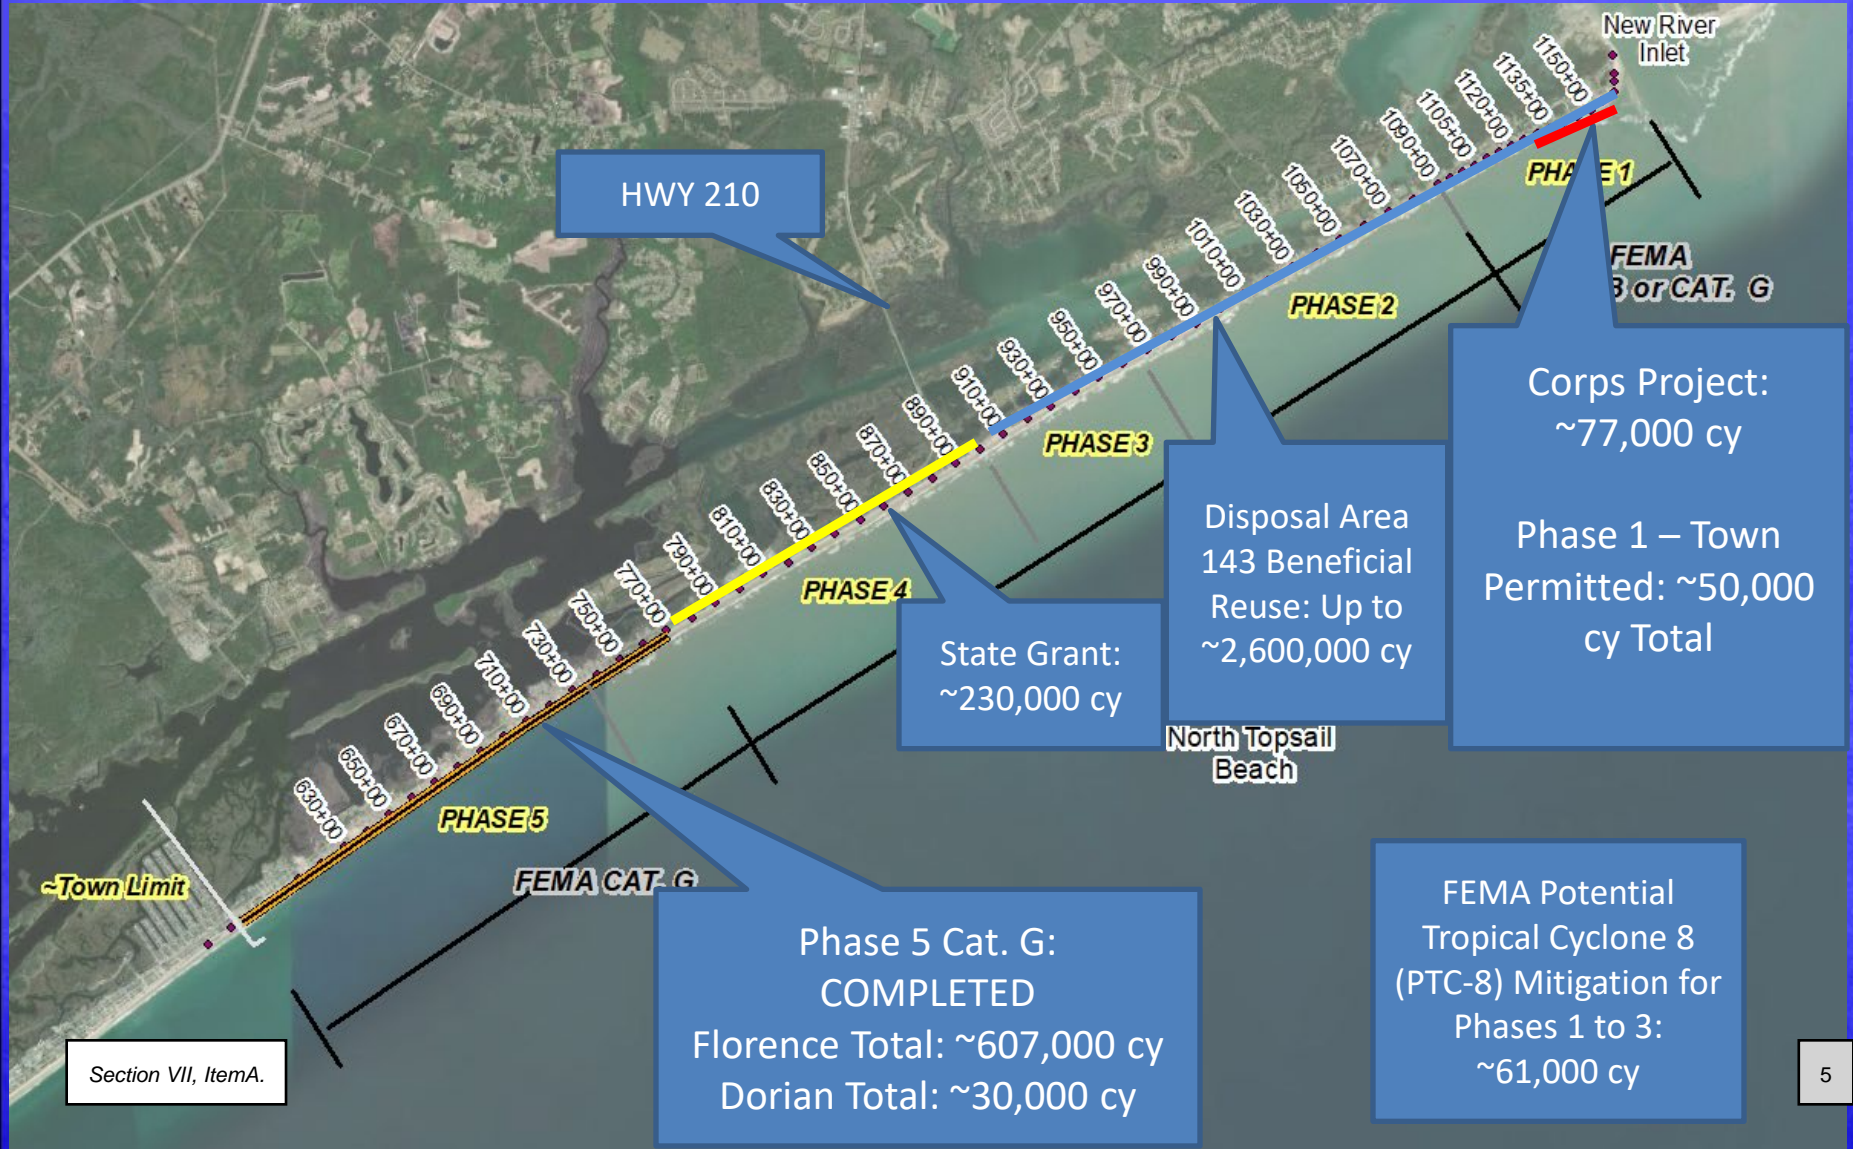 New River
Inlet
1150+00
1135+00
1120+00
1105+00
1090+00
1070+00
1050+00
1030+00
1010+00
990+00
970+00
950+00
930+00
910+00
890+00
870+00
850+00
830+00
810+00
790+00
770+00
750+00
730+00
710+00
690+00
670+00
650+00
630+00
HWY 210
PHASE 1
FEMA
B or CAT. G
PHASE 2
PHASE 3
PHASE 4
PHASE 5
Corps Project:
~77,000 cy
Phase 1 – Town
Permitted: ~50,000
cy Total
Disposal Area
143 Beneficial
Reuse: Up to
~2,600,000 cy
State Grant:
~230,000 cy
North Topsail
Beach
~Town Limit
FEMA CAT. G
Phase 5 Cat. G:
COMPLETED
Florence Total: ~607,000 cy
Dorian Total: ~30,000 cy
FEMA Potential
Tropical Cyclone 8
(PTC-8) Mitigation for
Phases 1 to 3:
~61,000 cy
Section VII, ItemA.
5